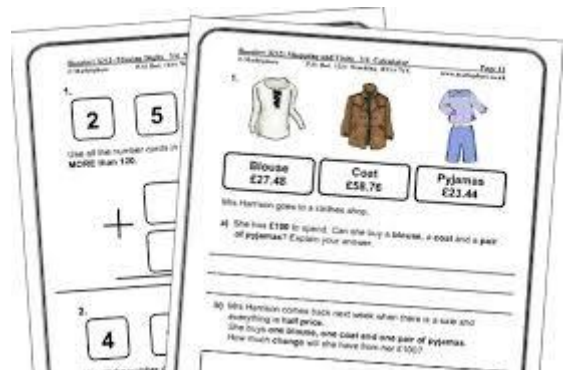 1.
2 5
Use all the number cards in
MORE than 120.
+
2.
4
Page 11
1.
Blouse
£27.48
Coat
£58.76
Pyjamas
£23.44
Mrs Harrison goes to a clothes shop.
a) She has £100 to spend. Can she buy a blouse, a coat and a pair
of pyjamas? Explain your answer.
b) Mrs Harrison comes back next week when there is a sale and
everything is half price.
She buys one blouse, one coat and one pair of pyjamas.
How much change will she have from her £100?